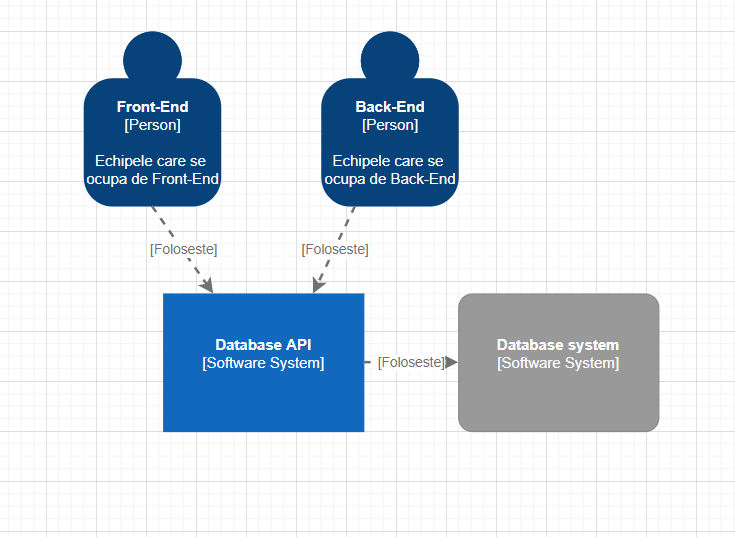 Front-End
[Person]
Echipele care se
ocupa de Front-End
Back-End
[Person]
Echipele care se
ocupa de Back-End
[Foloseste]
[Foloseste]
Database API
[Software System]
[Foloseste]
Database system
[Software System]